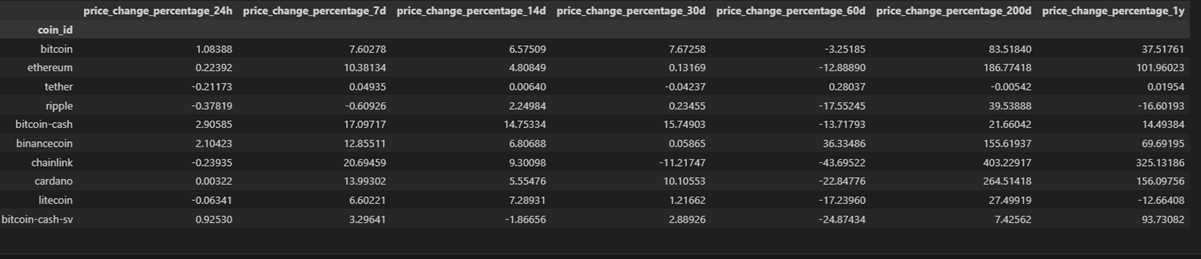 price_change_percentage_24h price_change_percentage_7d price_change_percentage_14d price_change_percentage_30d price_change_percentage_60d price_change_percentage_200d price_change_percentage_1y
coin_id
bitcoin 1.08388 7.60278 6.57509 7.67258 -3.25185 83.51840 37.51761
ethereum 0.22392 10.38134 4.80849 0.13169 -12.88890 186.77418 101.96023
tether -0.21173 0.04935 0.00640 -0.04237 0.28037 -0.00542 0.01954
ripple -0.37819 -0.60926 2.24984 0.23455 -17.55245 39.53888 -16.60193
bitcoin-cash 2.90585 17.09717 14.75334 15.74903 -13.71793 21.66042 14.49384
binancecoin 2.10423 12.85511 6.80688 0.05865 36.33486 155.61937 69.69195
chainlink -0.23935 20.69459 9.30098 -11.21747 -43.69522 403.22917 325.13186
cardano 0.00322 13.99302 5.55476 10.10553 -22.84776 264.51418 156.09756
litecoin -0.06341 6.60221 7.28931 1.21662 -17.23960 27.49919 -12.66408
bitcoin-cash-sv 0.92530 3.29641 -1.86656 2.88926 -24.87434 7.42562 93.73082